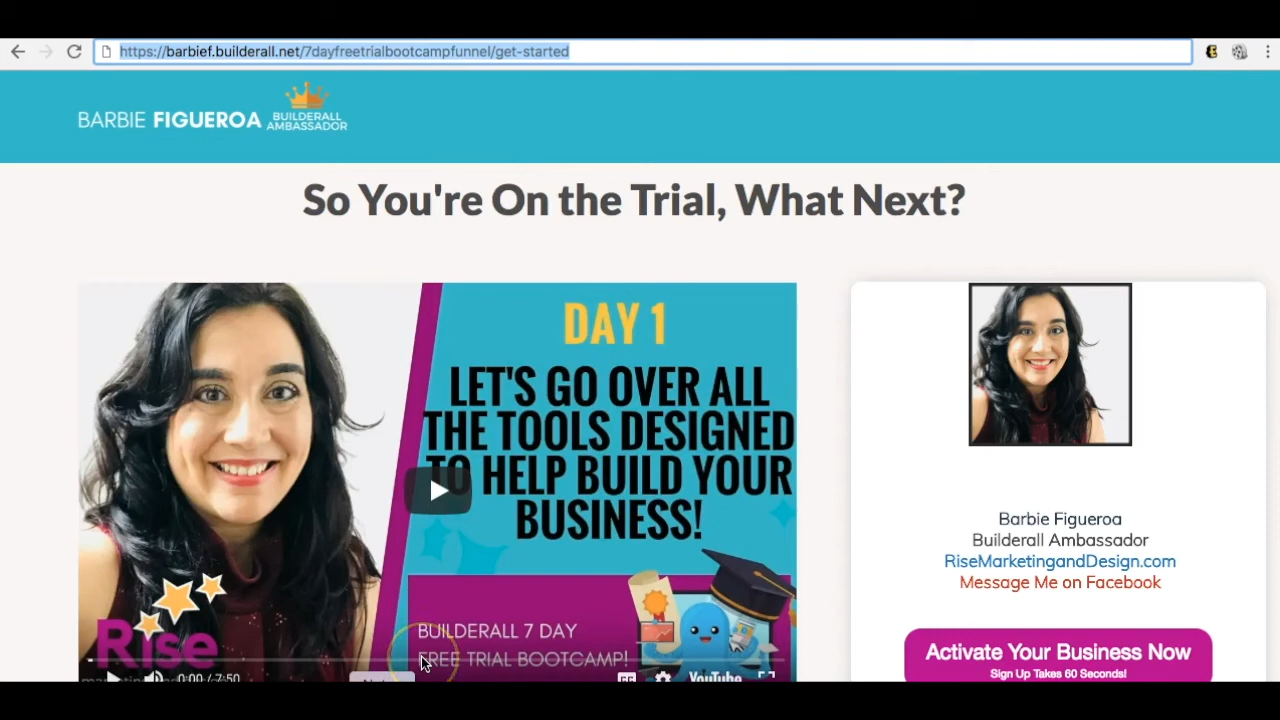 https://barbief.builderall.net/7dayfreetrialbootcampfunnel/get-started
BARBIE FIGUEROA BUILDERALL AMBASSADOR
So You're On the Trial, What Next?
DAY 1
LET'S GO OVER ALL
THE TOOLS DESIGNED
TO HELP BUILD YOUR
BUSINESS!
Rise
BUILDERALL 7 DAY
FREE TRIAL BOOTCAMP!
0:00 / 7:50
YouTube
Barbie Figueroa
Builderall Ambassador
RiseMarketingandDesign.com
Message Me on Facebook
Activate Your Business Now
Sign Up Takes 60 Seconds!